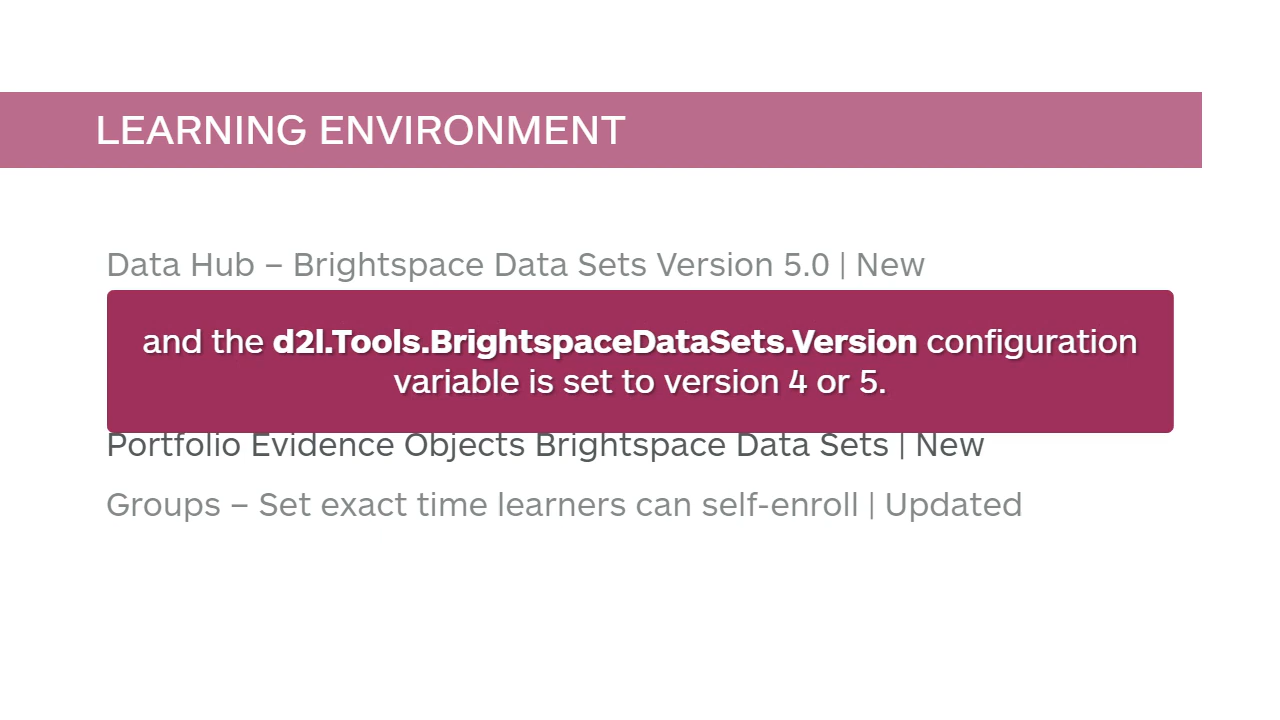 LEARNING ENVIRONMENT
Data Hub – Brightspace Data Sets Version 5.0 | New
and the d2l.Tools.BrightspaceDataSets.Version configuration
variable is set to version 4 or 5.
Portfolio Evidence Objects Brightspace Data Sets | New
Groups – Set exact time learners can self-enroll | Updated